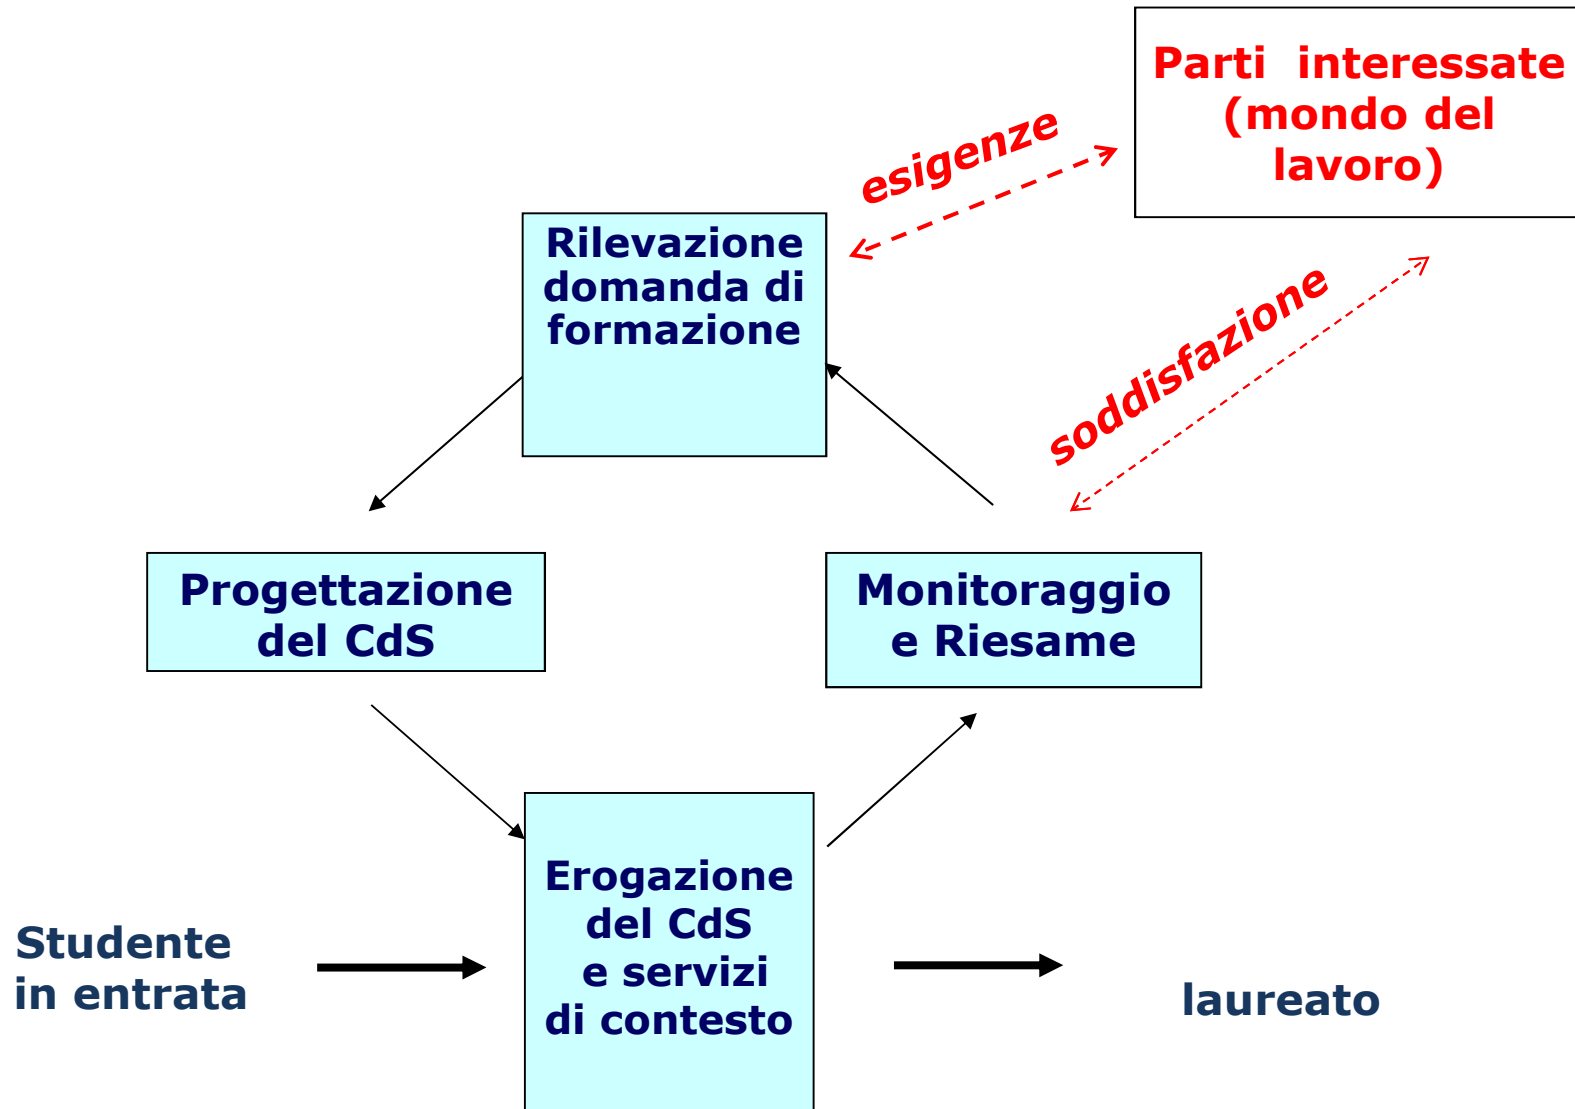 Parti interessate
(mondo del
lavoro)
esigenze
Rilevazione
domanda di
formazione
soddisfazione
Progettazione
del CdS
Monitoraggio
e Riesame
Erogazione
del CdS
e servizi
di contesto
Studente
in entrata
laureato